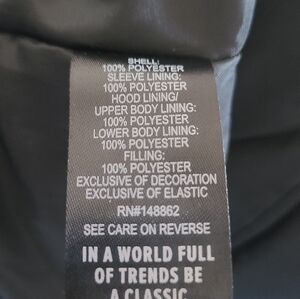 SHELL:
100% POLYESTER
SLEEVE LINING:
100% POLYESTER
HOOD LINING/
UPPER BODY LINING:
100% POLYESTER
LOWER BODY LINING:
100% POLYESTER
FILLING:
100% POLYESTER
EXCLUSIVE OF DECORATION
EXCLUSIVE OF ELASTIC
RN#148862
SEE CARE ON REVERSE
IN A WORLD FULL
OF TRENDS BE
A CLASSIC